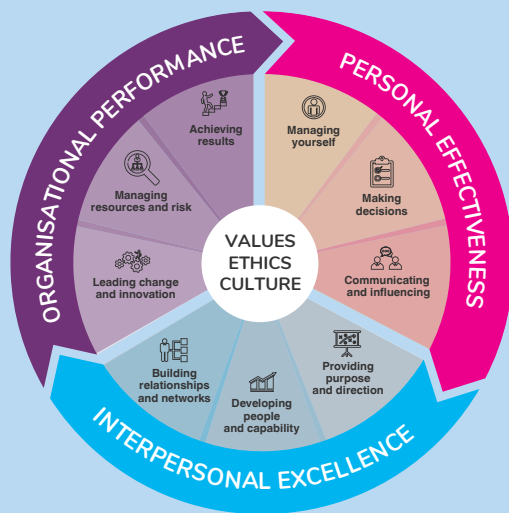 ORGANISATIONAL PERFORMANCE
PERSONAL EFFECTIVENESS
INTERPERSONAL EXCELLENCE
Achieving
results
Managing
yourself
Managing
resources and risk
Making
decisions
Leading change
and innovation
VALUES
ETHICS
CULTURE
Communicating
and influencing
Building
relationships
and networks
Developing
people
and capability
Providing
purpose
and direction